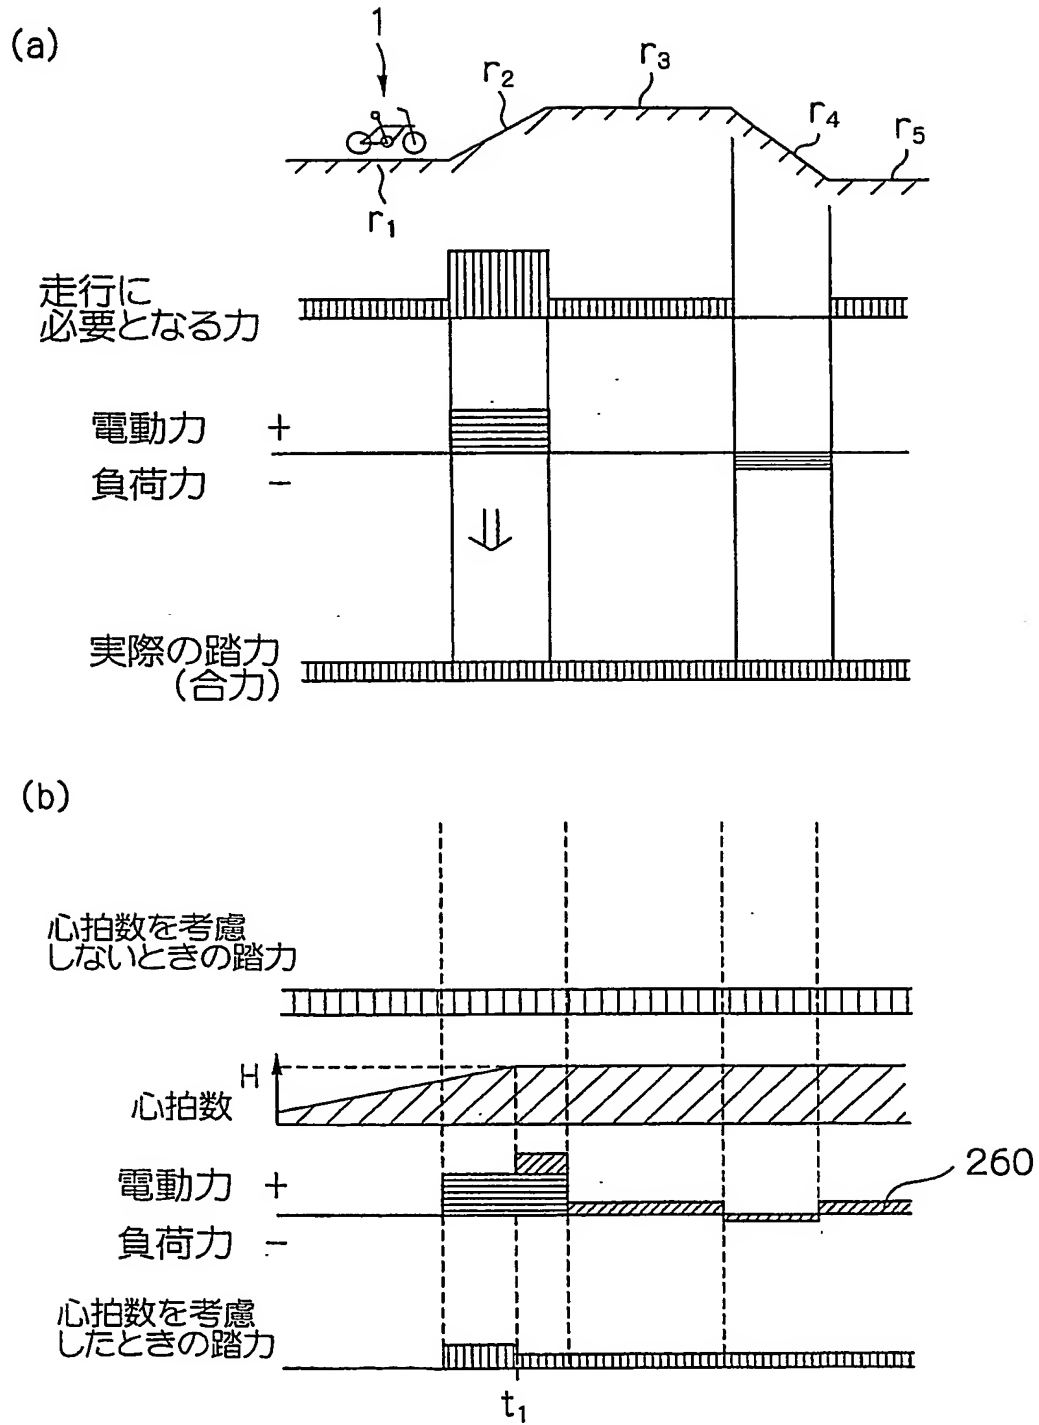 (a)
1
r1
r2
r3
r4
r5
走行に
必要となる力
電動力 +
負荷力 −
実際の踏力
(合力)
(b)
心拍数を考慮
しないときの踏力
H
心拍数
電動力 +
負荷力 −
260
心拍数を考慮
したときの踏力
t1